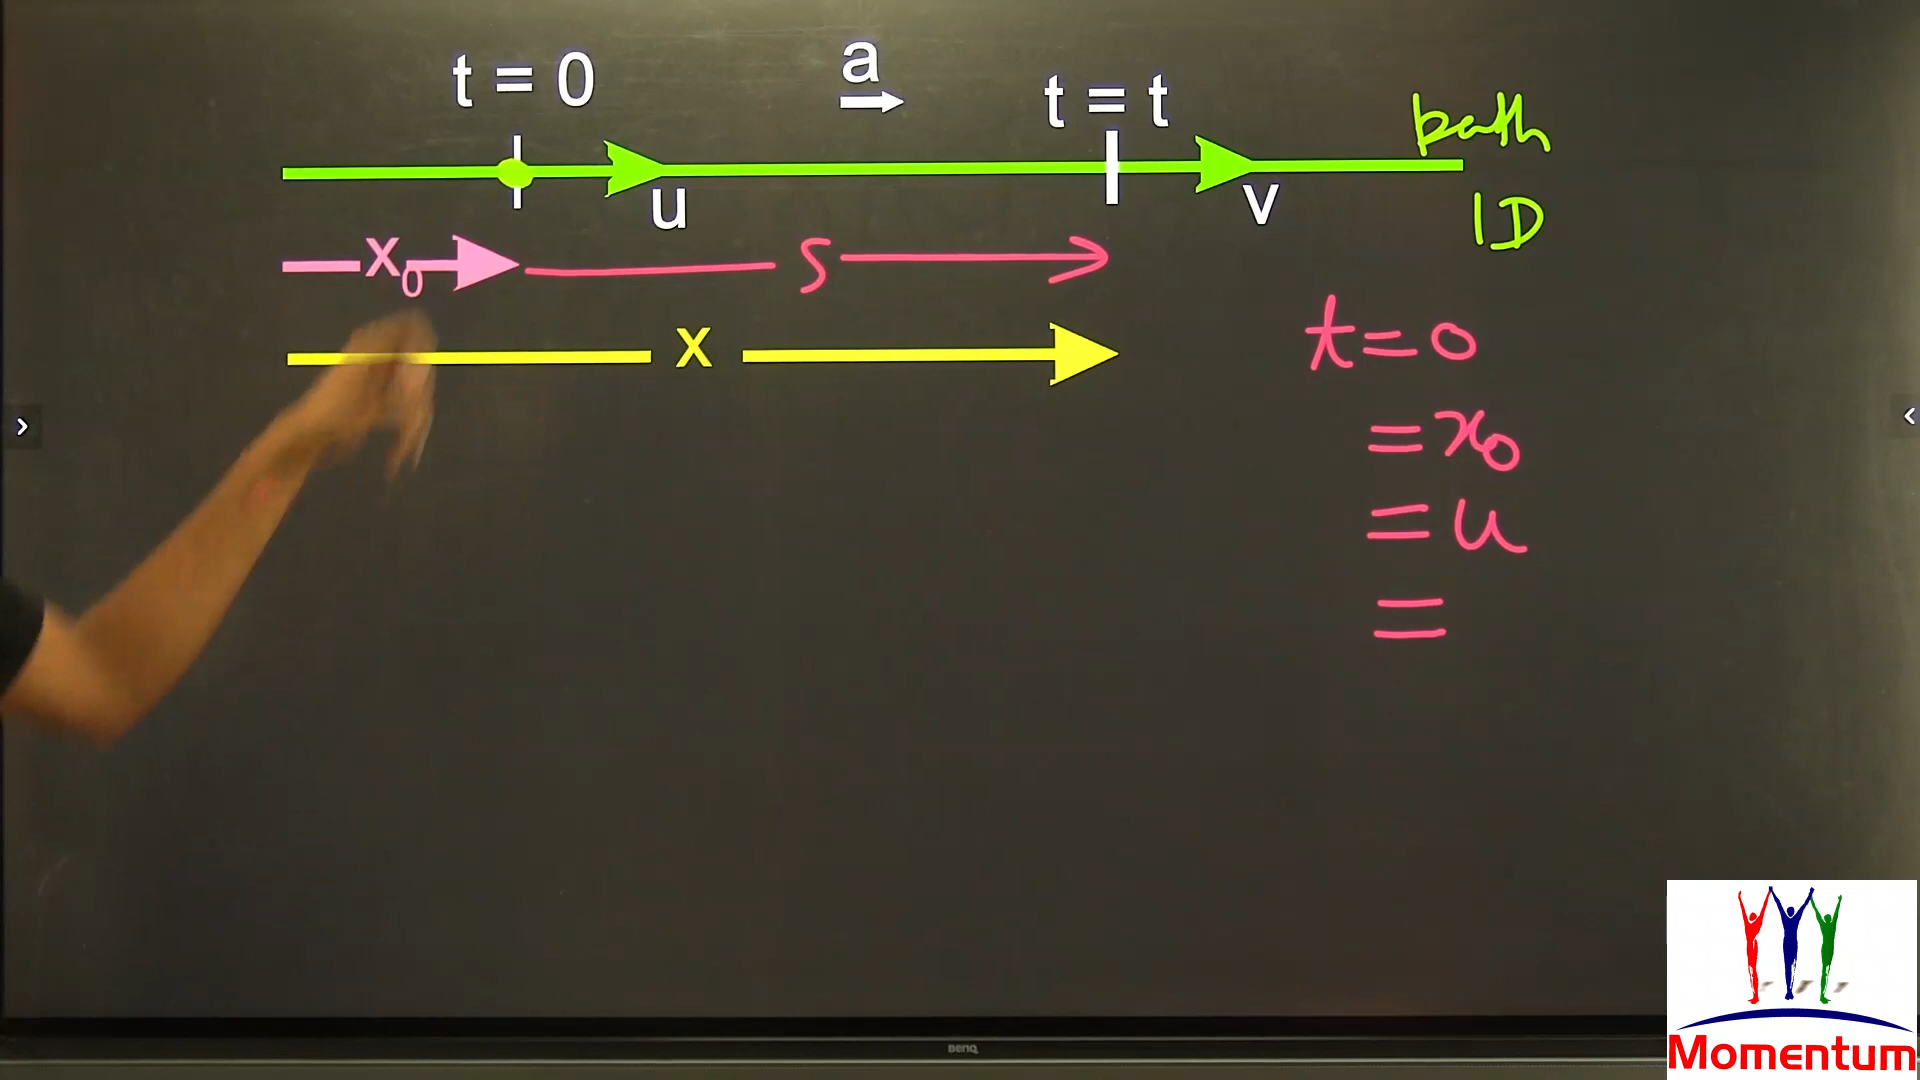 t = 0
a
t = t
path
u
v
1D
x₀
S
x
t = 0
= x₀
= u
=
BenQ
Momentum